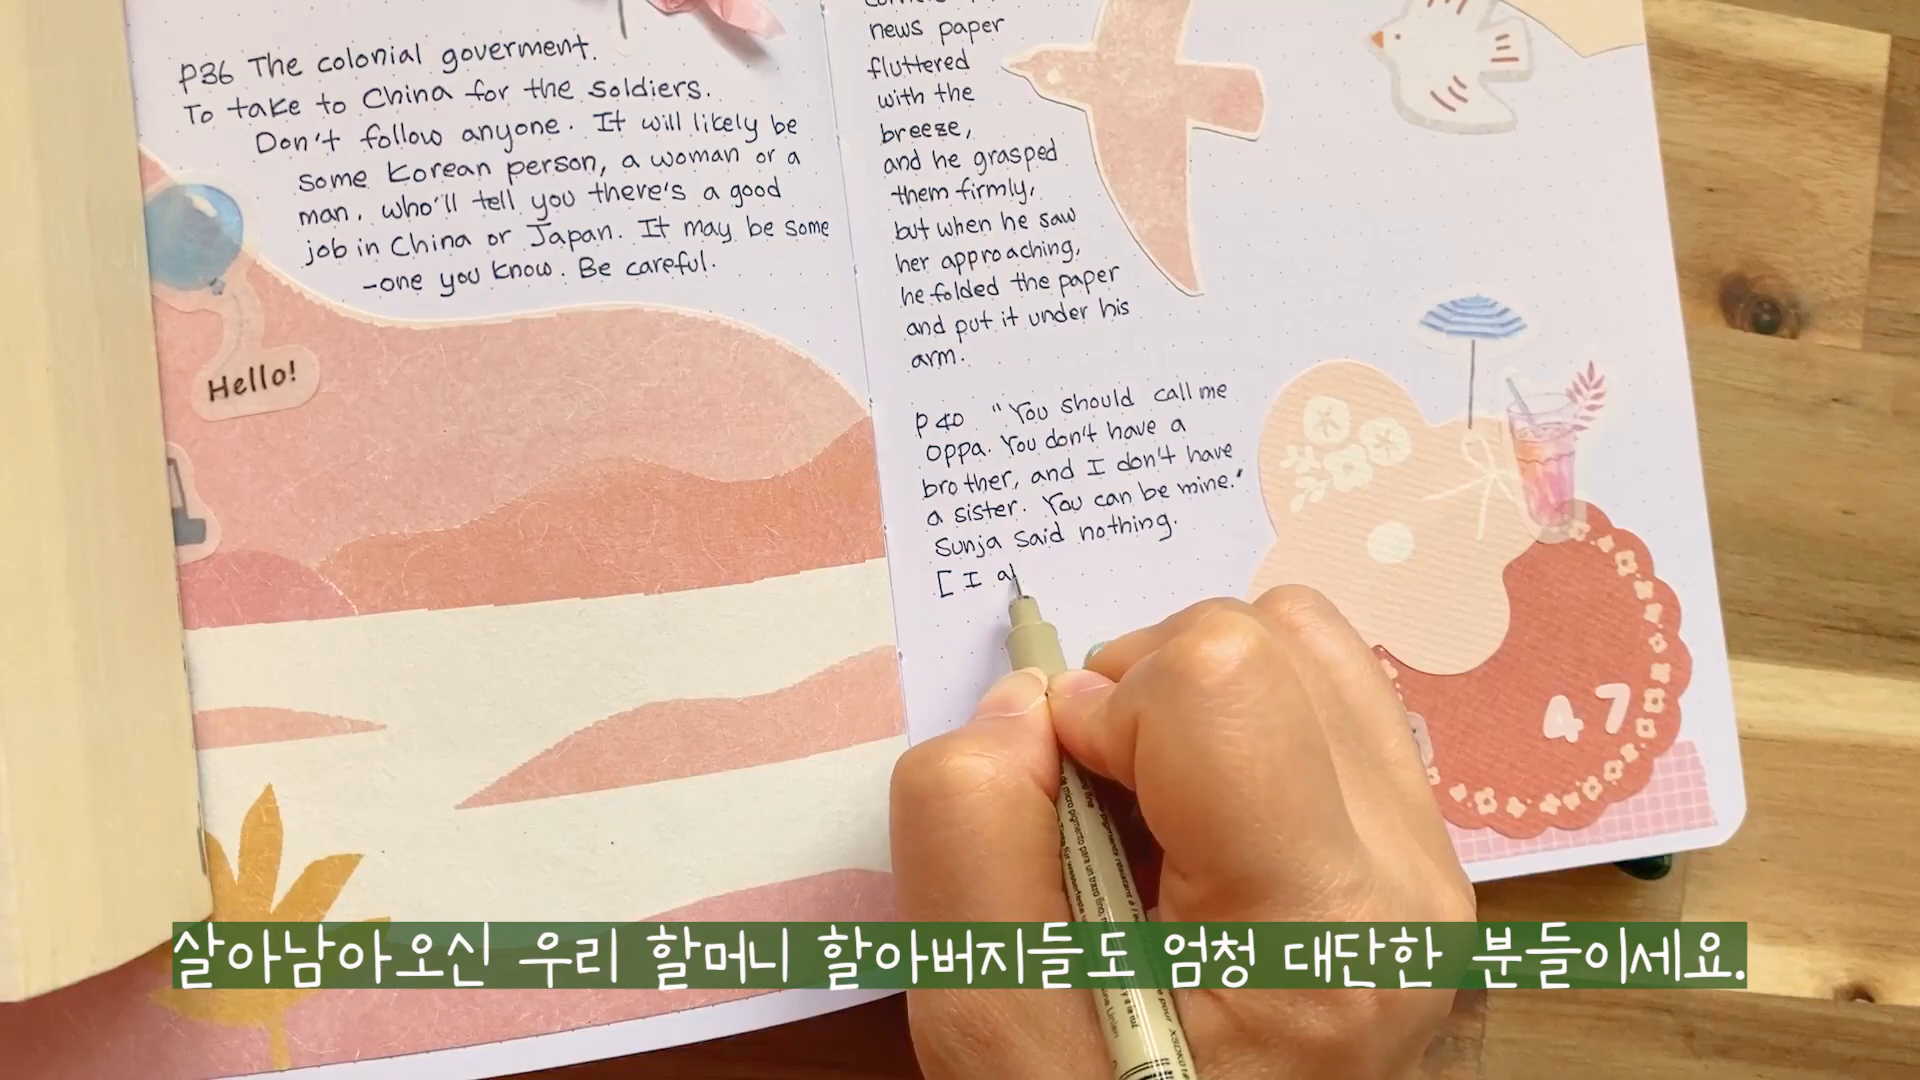 P36 The colonial goverment.
To take to China for the soldiers.
Don't follow anyone. It will likely be
some Korean person, a woman or a
man, who'll tell you there's a good
job in China or Japan. It may be some
-one you know. Be careful.
Hello!
news paper
fluttered
with the
breeze,
and he grasped
them firmly,
but when he saw
her approaching,
he folded the paper
and put it under his
arm.
P40 "You should call me
oppa. You don't have a
brother, and I don't have
a sister. You can be mine."
Sunja said nothing.
[ I al
47
살아남아오신 우리 할머니 할아버지들도 엄청 대단한 분들이세요.